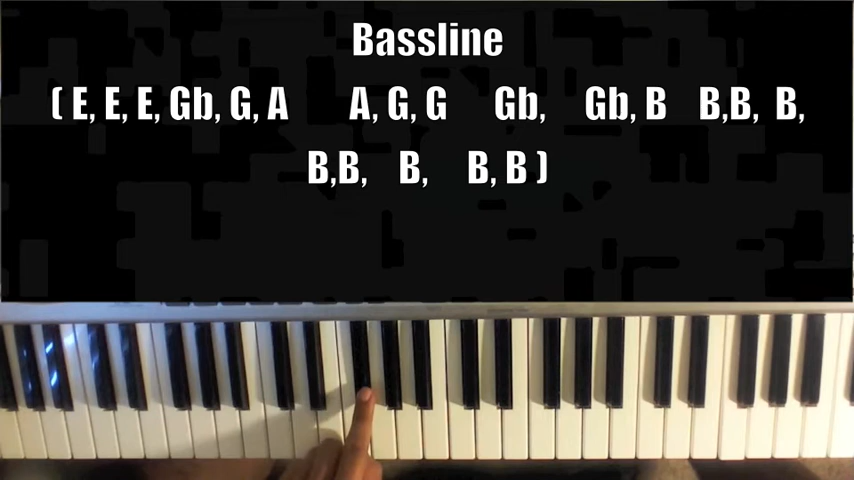 Bassline
( E, E, E, Gb, G, A A, G, G Gb, Gb, B B,B, B,
B,B, B, B, B )